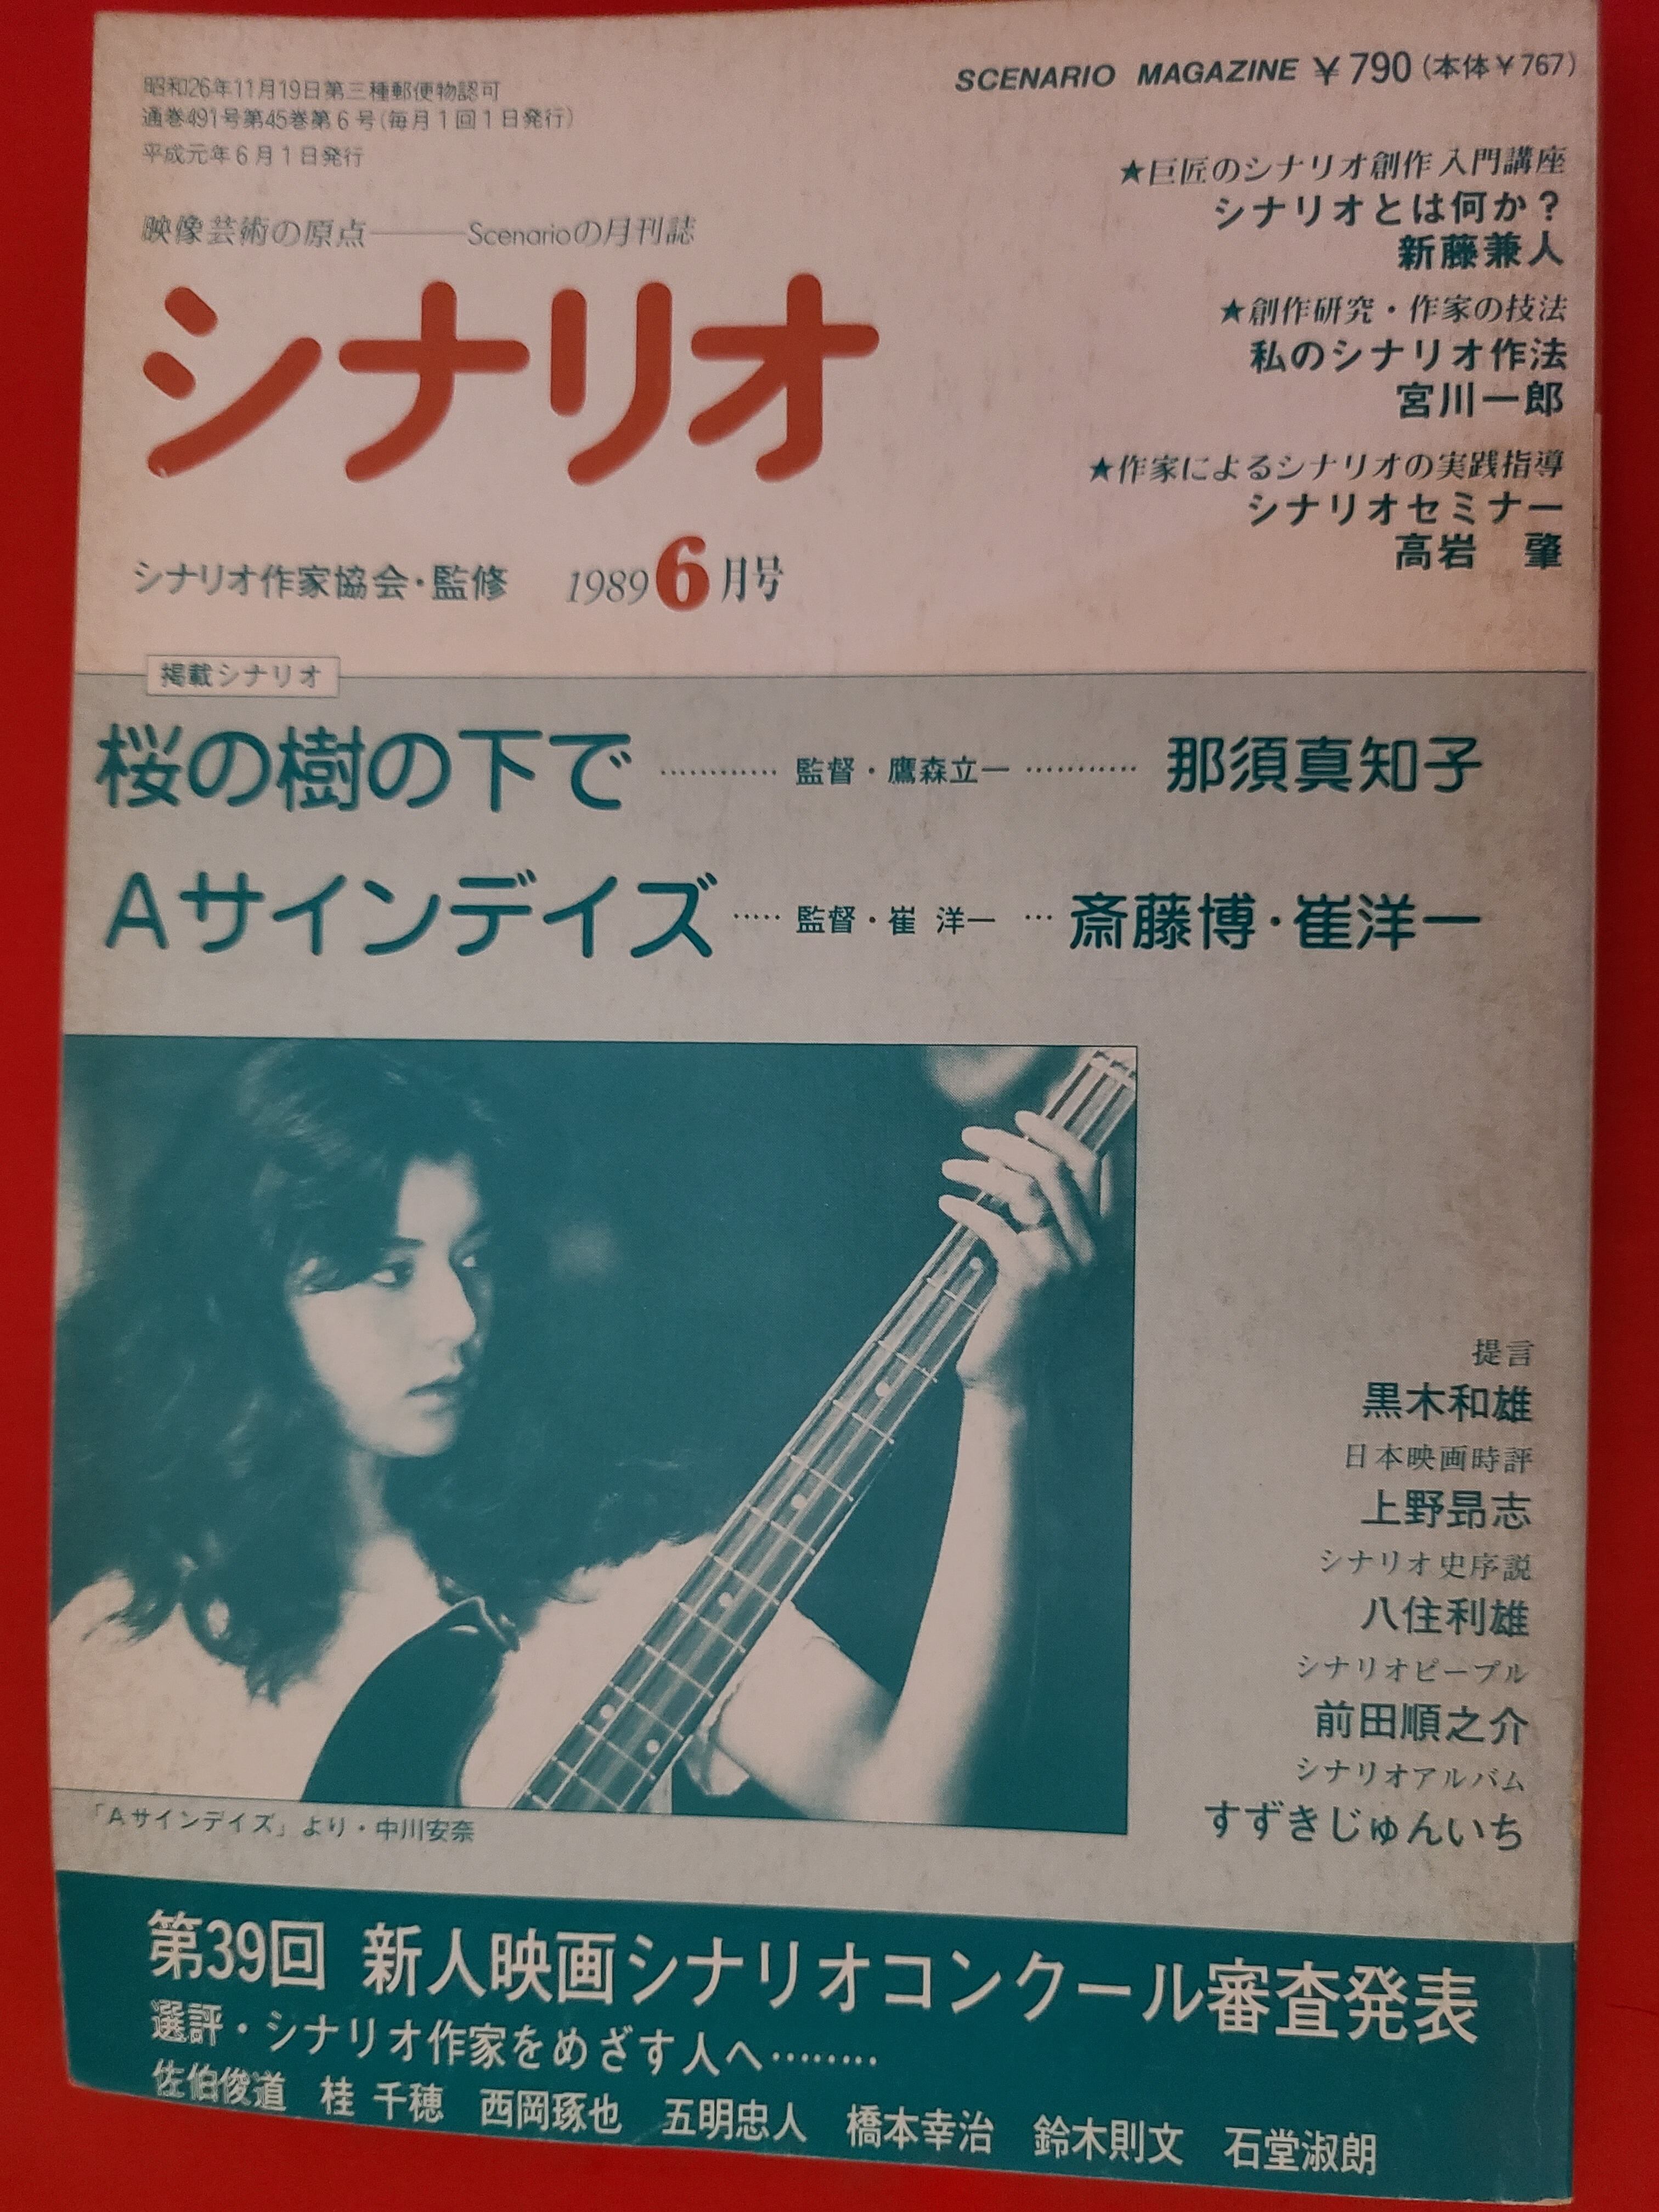 昭和26年11月19日第三種郵便物認可
通巻491号第45巻第6号(毎月1回1日発行)
平成元年6月1日発行
SCENARIO MAGAZINE ¥790(本体¥767)
映像芸術の原点―――Scenarioの月刊誌
シナリオ
シナリオ作家協会・監修 1989 6月号
★巨匠のシナリオ創作入門講座
シナリオとは何か?
新藤兼人
★創作研究・作家の技法
私のシナリオ作法
宮川一郎
★作家によるシナリオの実践指導
シナリオセミナー
高岩 肇
掲載シナリオ
桜の樹の下で…………監督・鷹森立一…………那須真知子
Aサインデイズ……監督・崔 洋一…斎藤博・崔洋一
提言
黒木和雄
日本映画時評
上野昂志
シナリオ史序説
八住利雄
シナリオピープル
前田順之介
シナリオアルバム
すずきじゅんいち
「Aサインデイズ」より・中川安奈
第39回 新人映画シナリオコンクール審査発表
選評・シナリオ作家をめざす人へ………
佐伯俊道 桂 千穂 西岡琢也 五明忠人 橋本幸治 鈴木則文 石堂淑朗